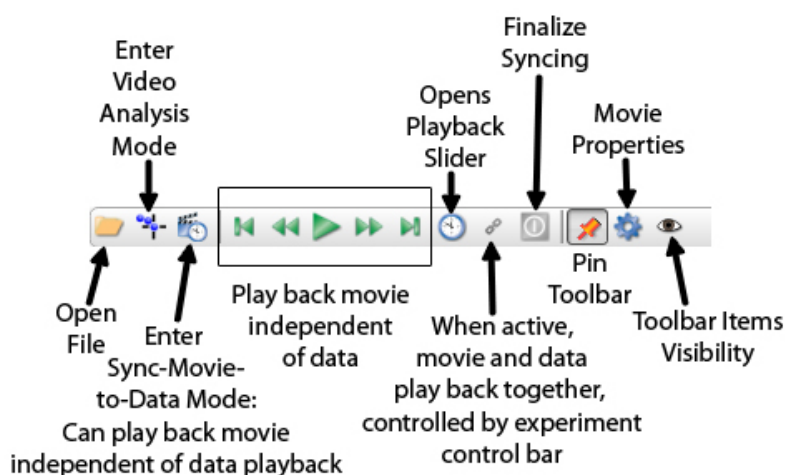 Enter
Video
Analysis
Mode
Opens
Playback
Slider
Finalize
Syncing
Movie
Properties
Open
File
Enter
Sync-Movie-
to-Data Mode:
Can play back movie
independent of data playback
Play back movie
independent
of data
When active,
movie and data
play back together,
controlled by experiment
control bar
Pin
Toolbar
Toolbar Items
Visibility